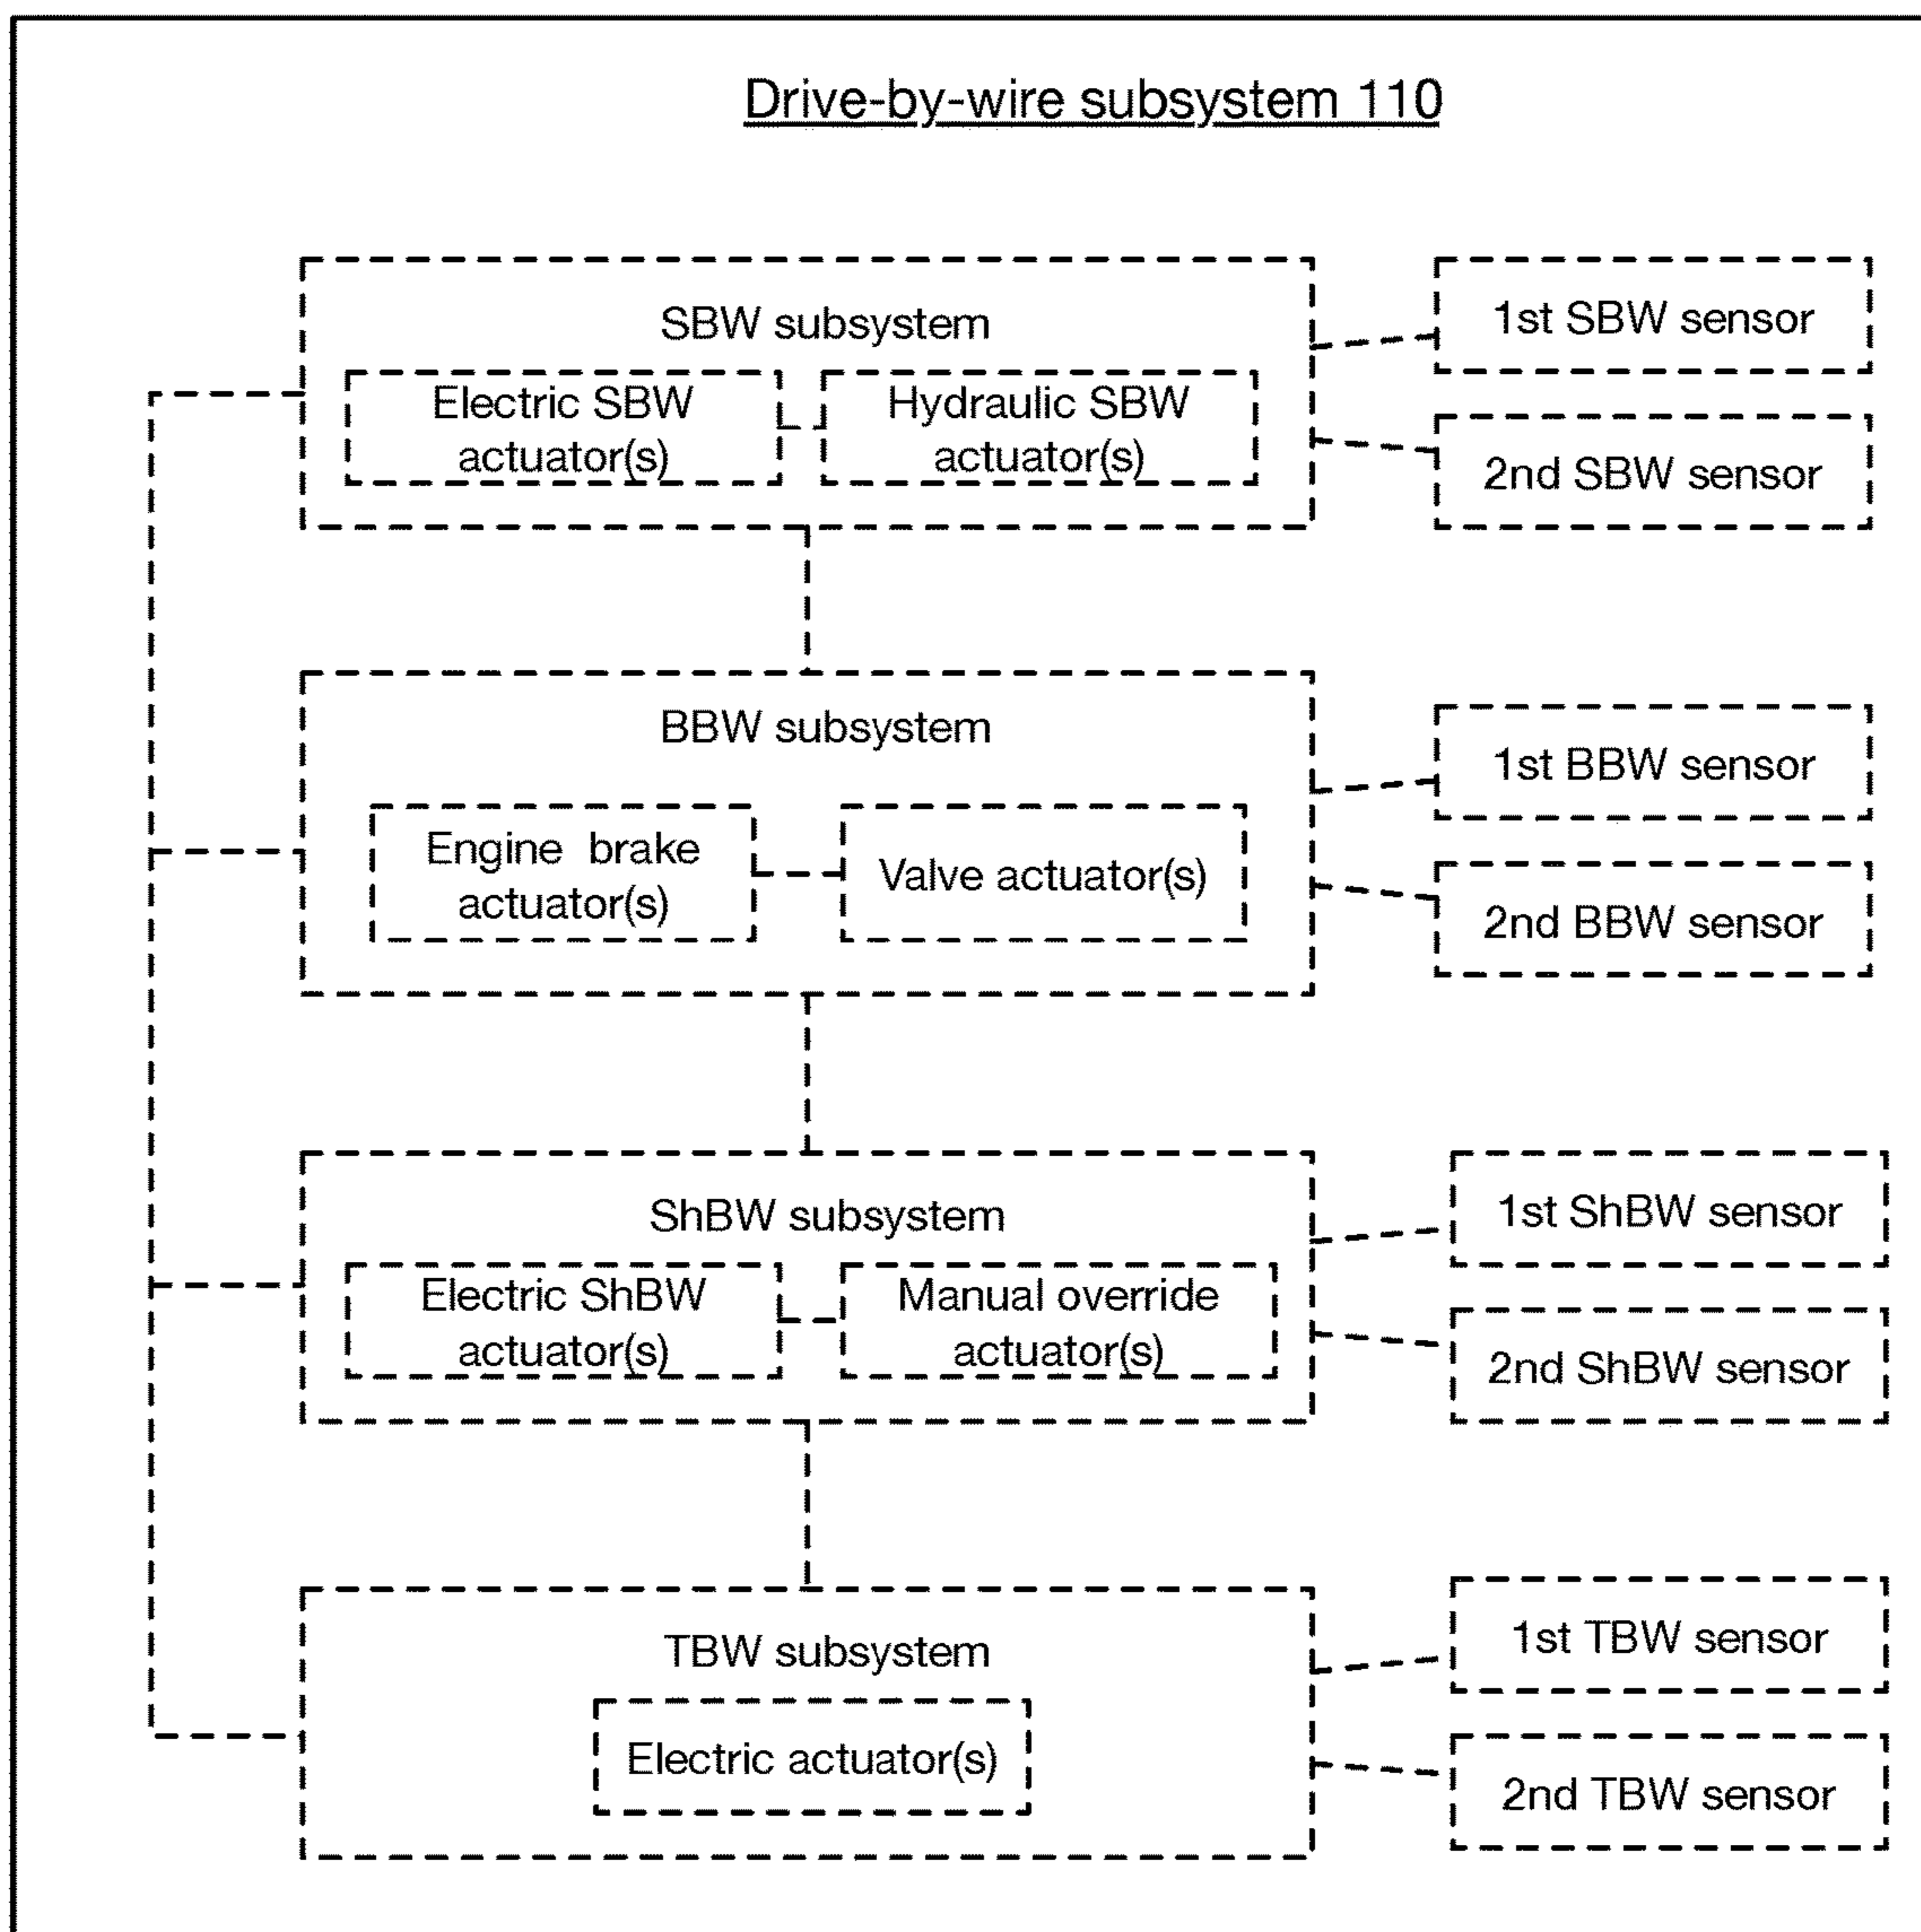 Drive-by-wire subsystem 110
SBW subsystem
Electric SBW
actuator(s)
Hydraulic SBW
actuator(s)
1st SBW sensor
2nd SBW sensor
BBW subsystem
Engine brake
actuator(s)
Valve actuator(s)
1st BBW sensor
2nd BBW sensor
ShBW subsystem
Electric ShBW
actuator(s)
Manual override
actuator(s)
1st ShBW sensor
2nd ShBW sensor
TBW subsystem
Electric actuator(s)
1st TBW sensor
2nd TBW sensor